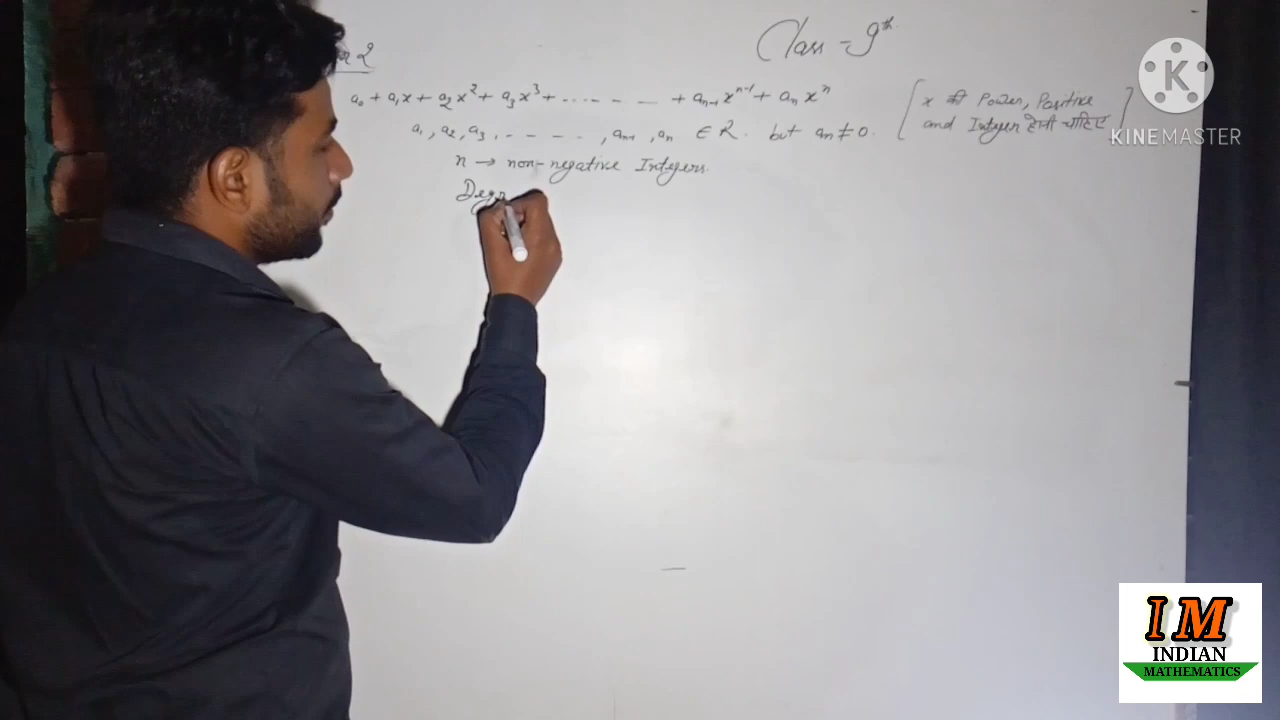 Class - 9th
2
a₀ + a₁x + a₂x² + a₃x³ + ....... + aₙ₋₁xⁿ⁻¹ + aₙxⁿ
a₁, a₂, a₃, ......., aₙ₋₁, aₙ ∈ R. but aₙ ≠ 0.
[x की Power, Positive
and Integer होनी चाहिए]
n → non-negative Integers.
Deg
K
KINEMASTER
IM
INDIAN
MATHEMATICS